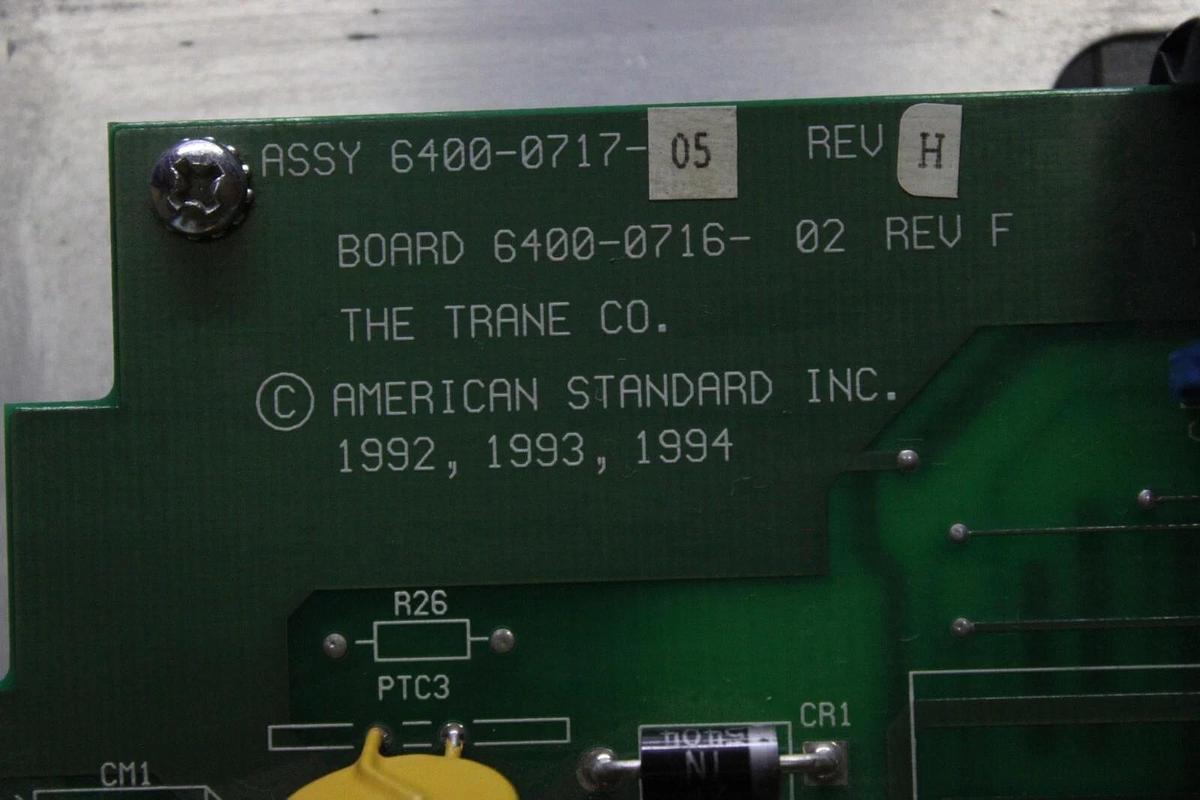 ASSY 6400-0717-05 REV H
BOARD 6400-0716- 02 REV F
THE TRANE CO.
© AMERICAN STANDARD INC.
1992, 1993, 1994
R26
PTC3
CR1
CM1